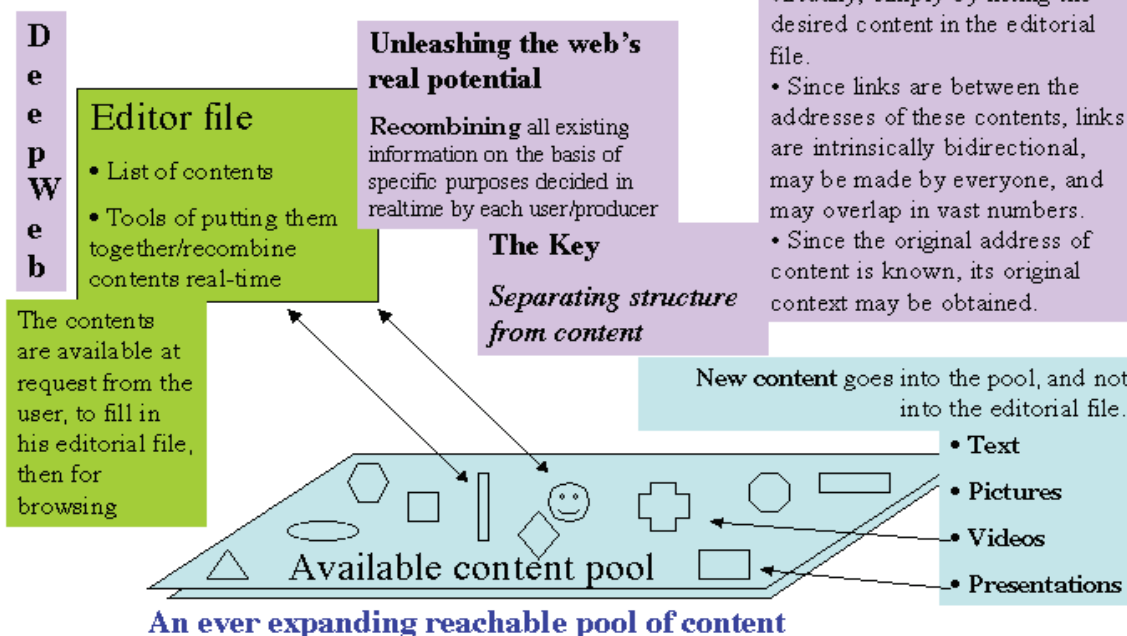 D
e
e
p
W
e
b
Editor file
• List of contents
• Tools of putting them
together/recombine
contents real-time
The contents
are available at
request from the
user, to fill in
his editorial file,
then for
browsing
Unleashing the web's
real potential
Recombining all existing
information on the basis of
specific purposes decided in
realtime by each user/producer
The Key
Separating structure
from content
desired content in the editorial
file.
• Since links are between the
addresses of these contents, links
are intrinsically bidirectional,
may be made by everyone, and
may overlap in vast numbers.
• Since the original address of
content is known, its original
context may be obtained.
New content goes into the pool, and not
into the editorial file.
• Text
• Pictures
• Videos
• Presentations
Available content pool
An ever expanding reachable pool of content